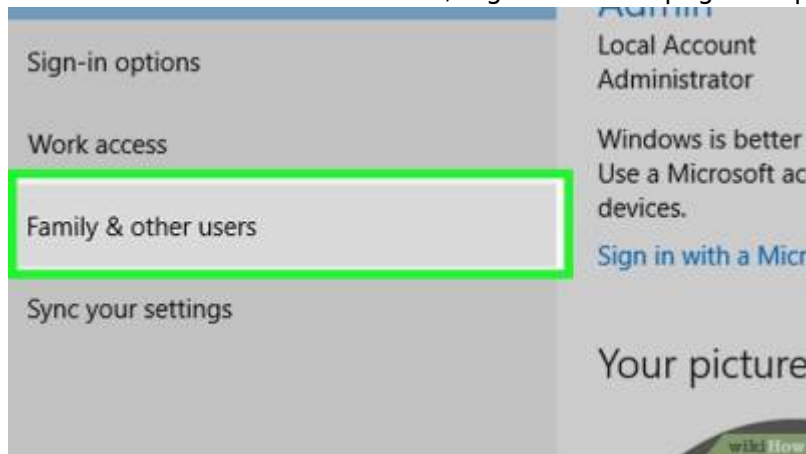 Admin
Sign-in options
Local Account
Administrator
Work access
Windows is better
Use a Microsoft ac
devices.
Family & other users
Sign in with a Micr
Sync your settings
Your picture
wikiHow